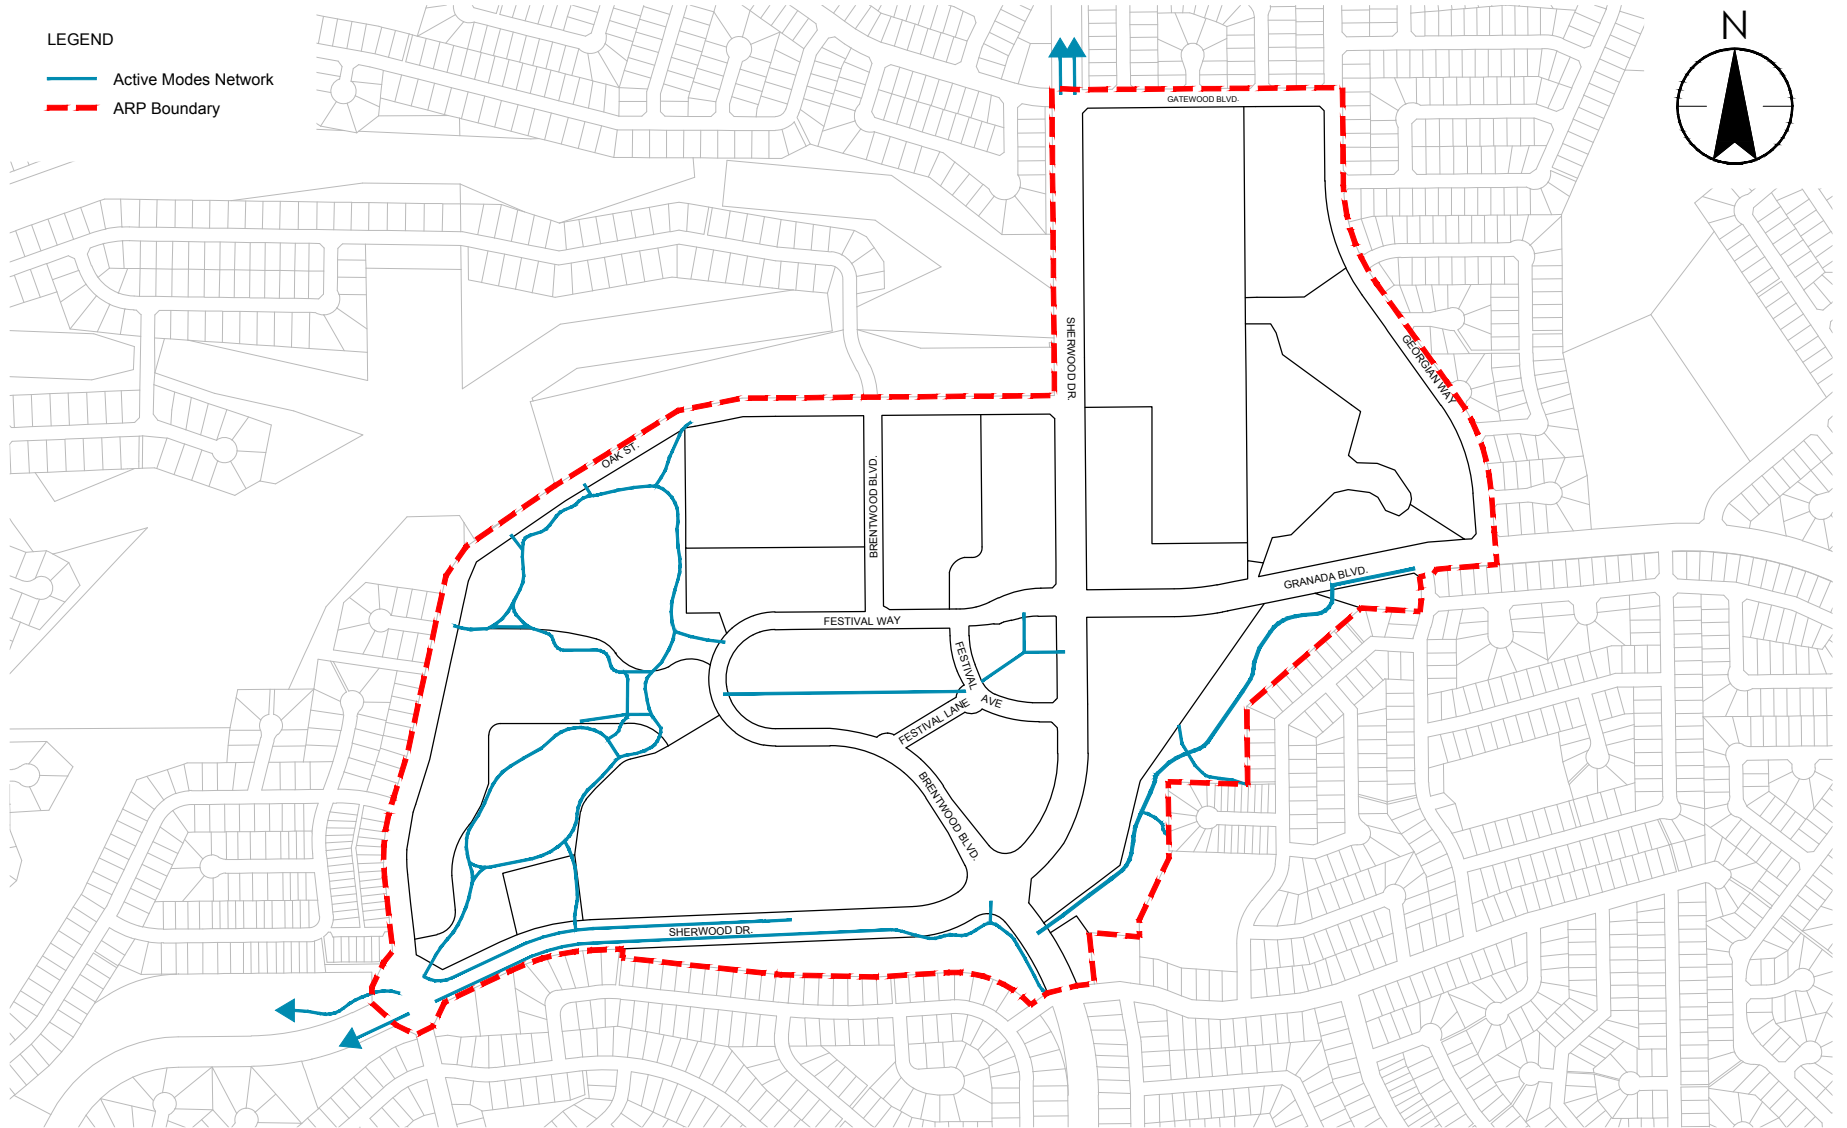 LEGEND
Active Modes Network
ARP Boundary
N
GATEWOOD BLVD.
SHERWOOD DR.
GEORGIAN WAY
OAK ST.
BRENTWOOD BLVD.
GRANADA BLVD.
FESTIVAL WAY
FESTIVAL AVE
FESTIVAL LANE
BRENTWOOD BLVD.
SHERWOOD DR.